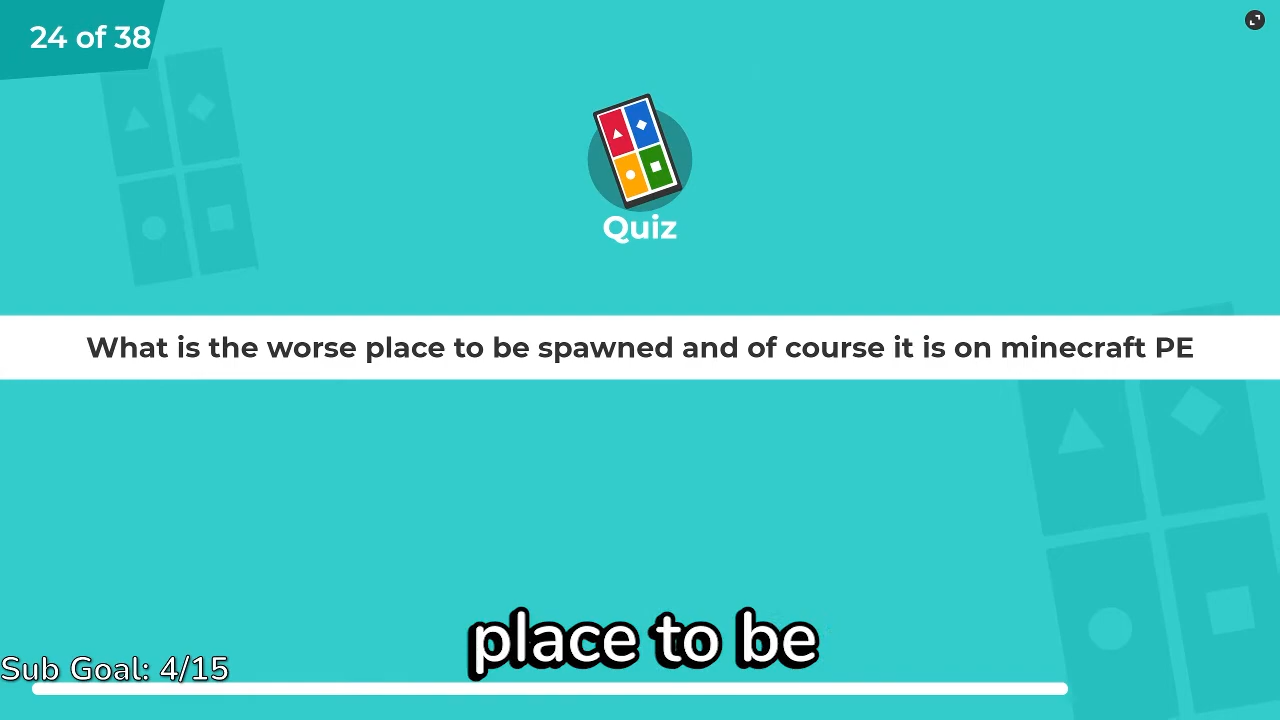 24 of 38
Quiz
What is the worse place to be spawned and of course it is on minecraft PE
place to be
Sub Goal: 4/15